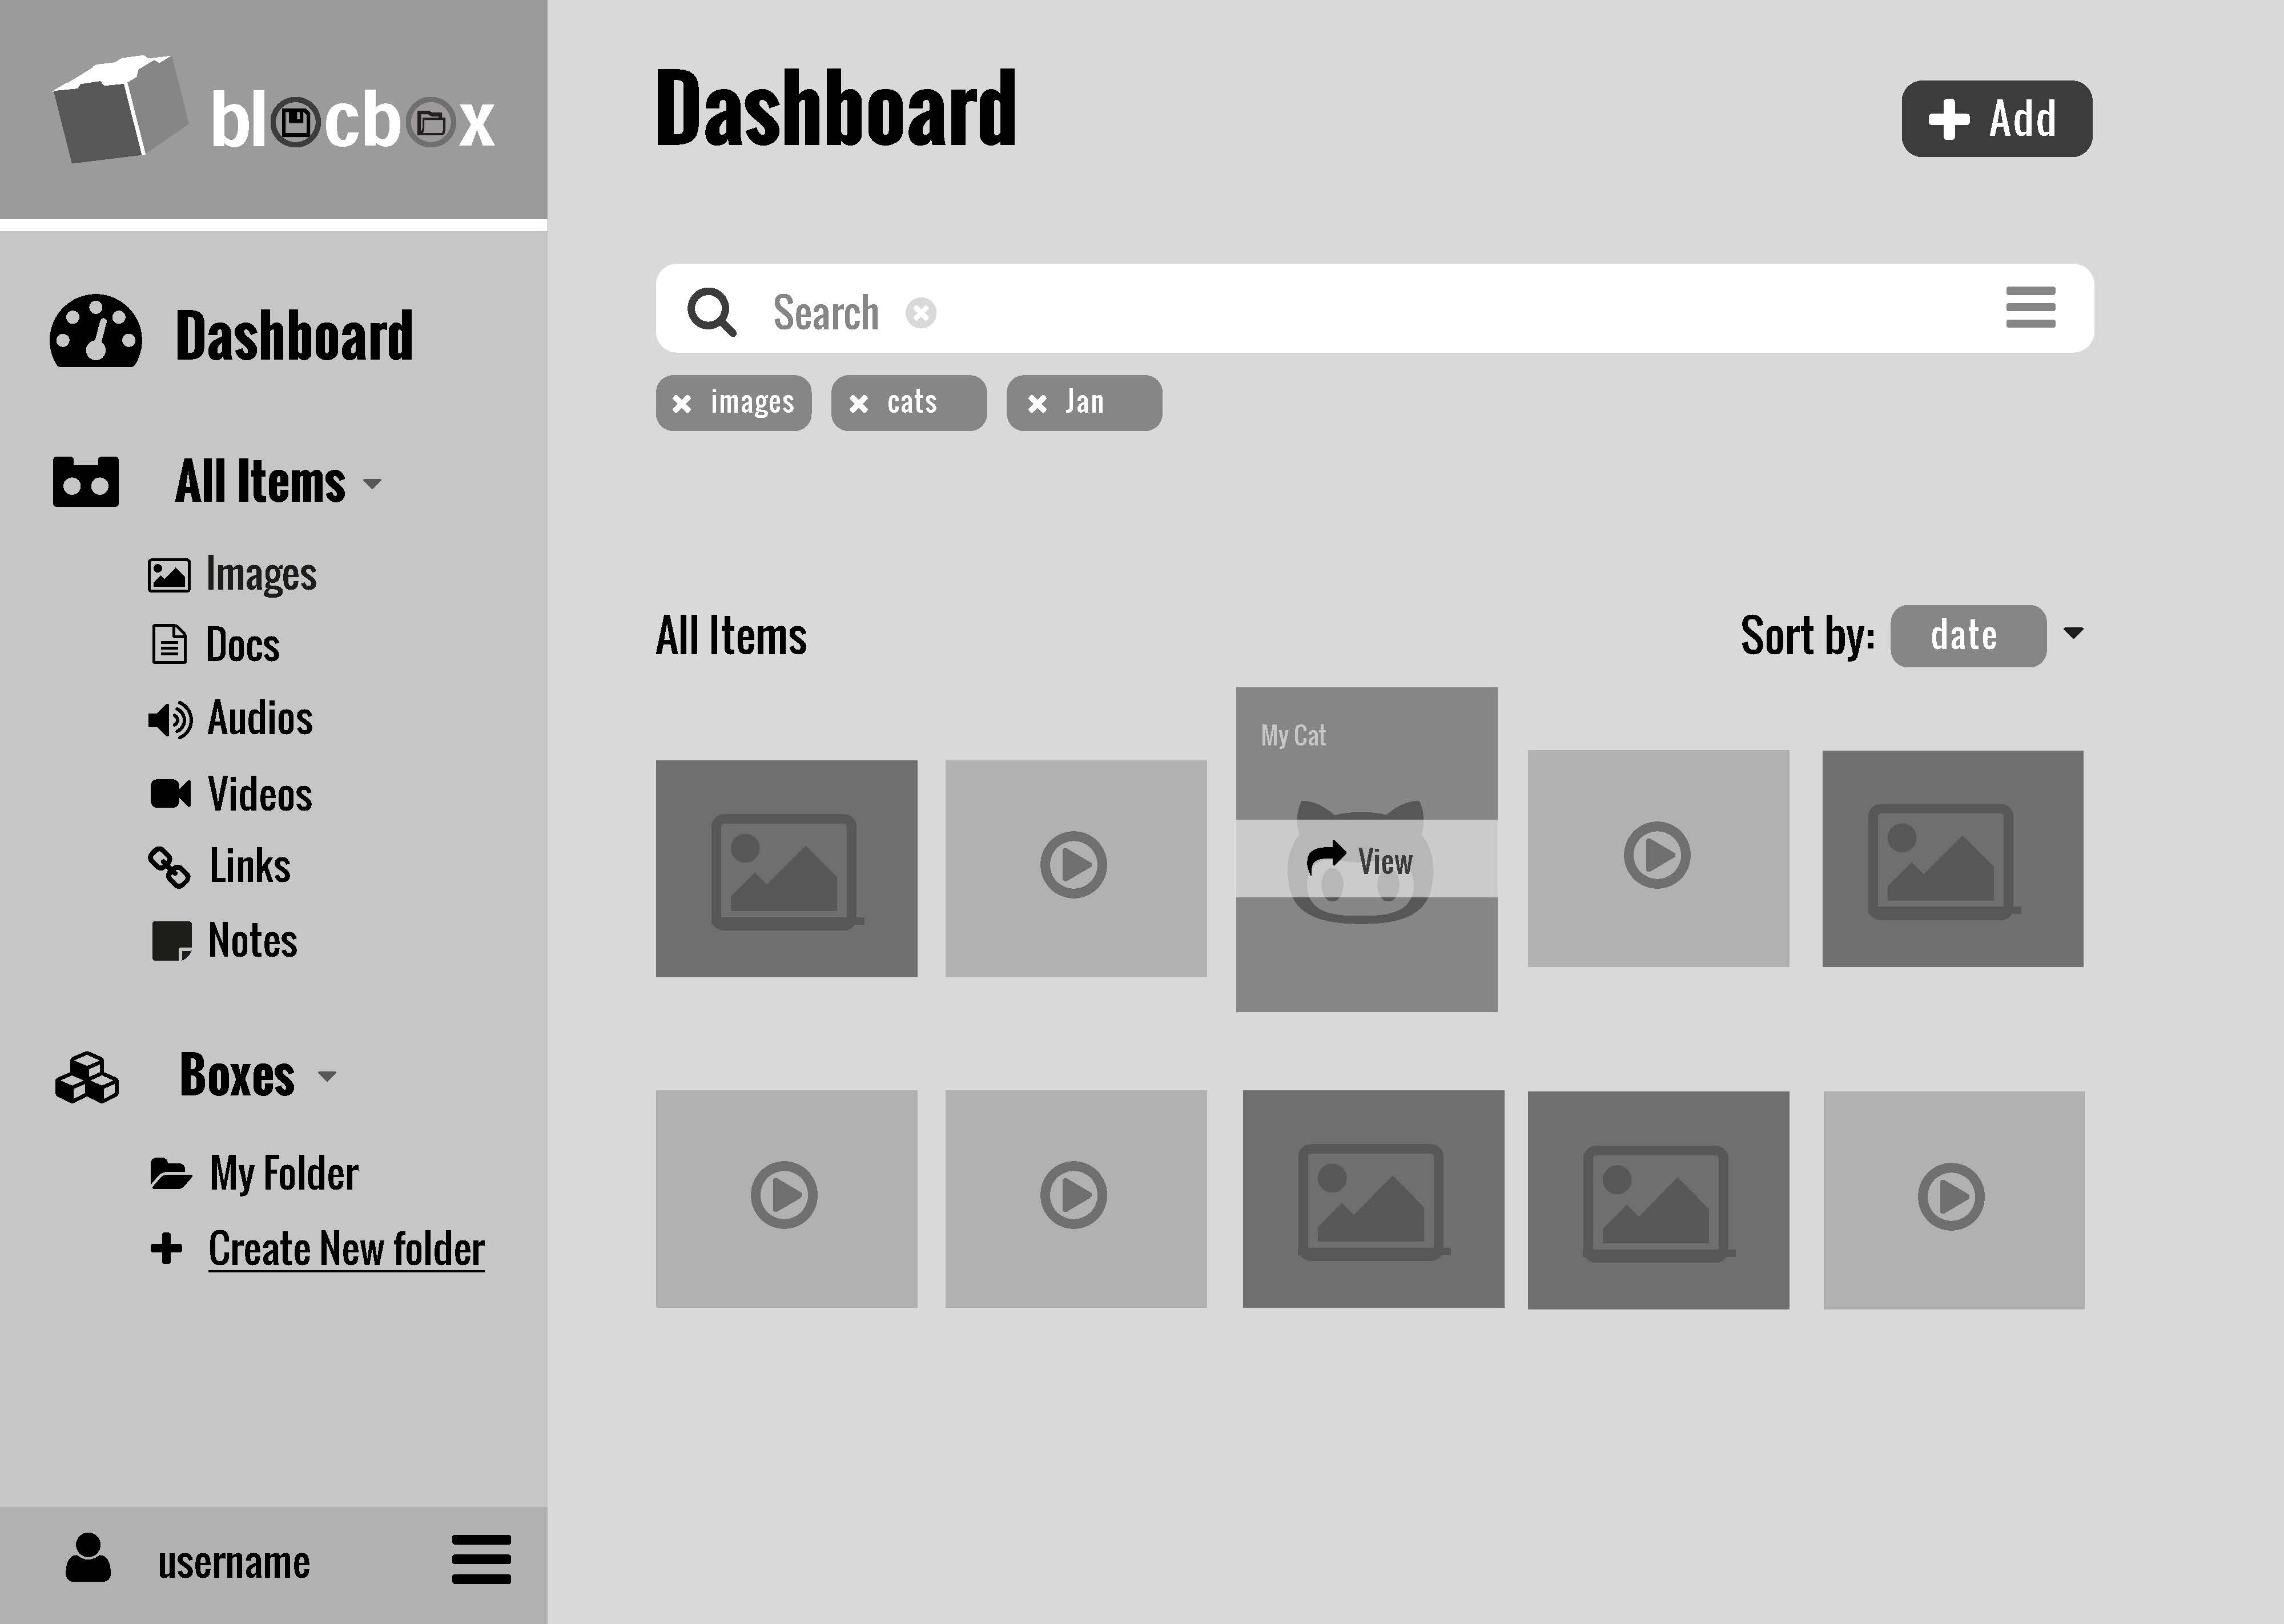 blocbox
Dashboard
All Items
Images
Docs
Audios
Videos
Links
Notes
Boxes
My Folder
Create New folder
username
Dashboard
Add
Search
images
cats
Jan
All Items
Sort by: date
My Cat
View